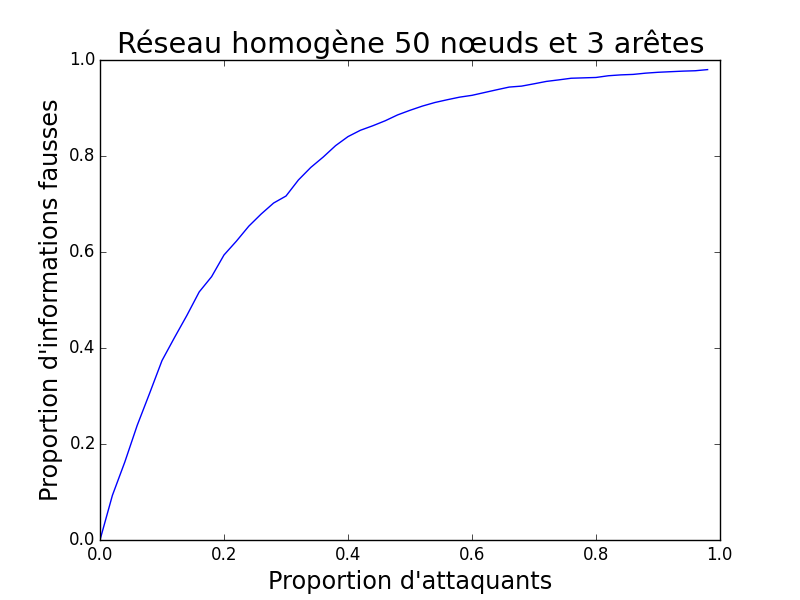 Réseau homogène 50 nœuds et 3 arêtes
1.0
0.8
0.6
0.4
0.2
0.0
Proportion d'informations fausses
0.0 0.2 0.4 0.6 0.8 1.0
Proportion d'attaquants